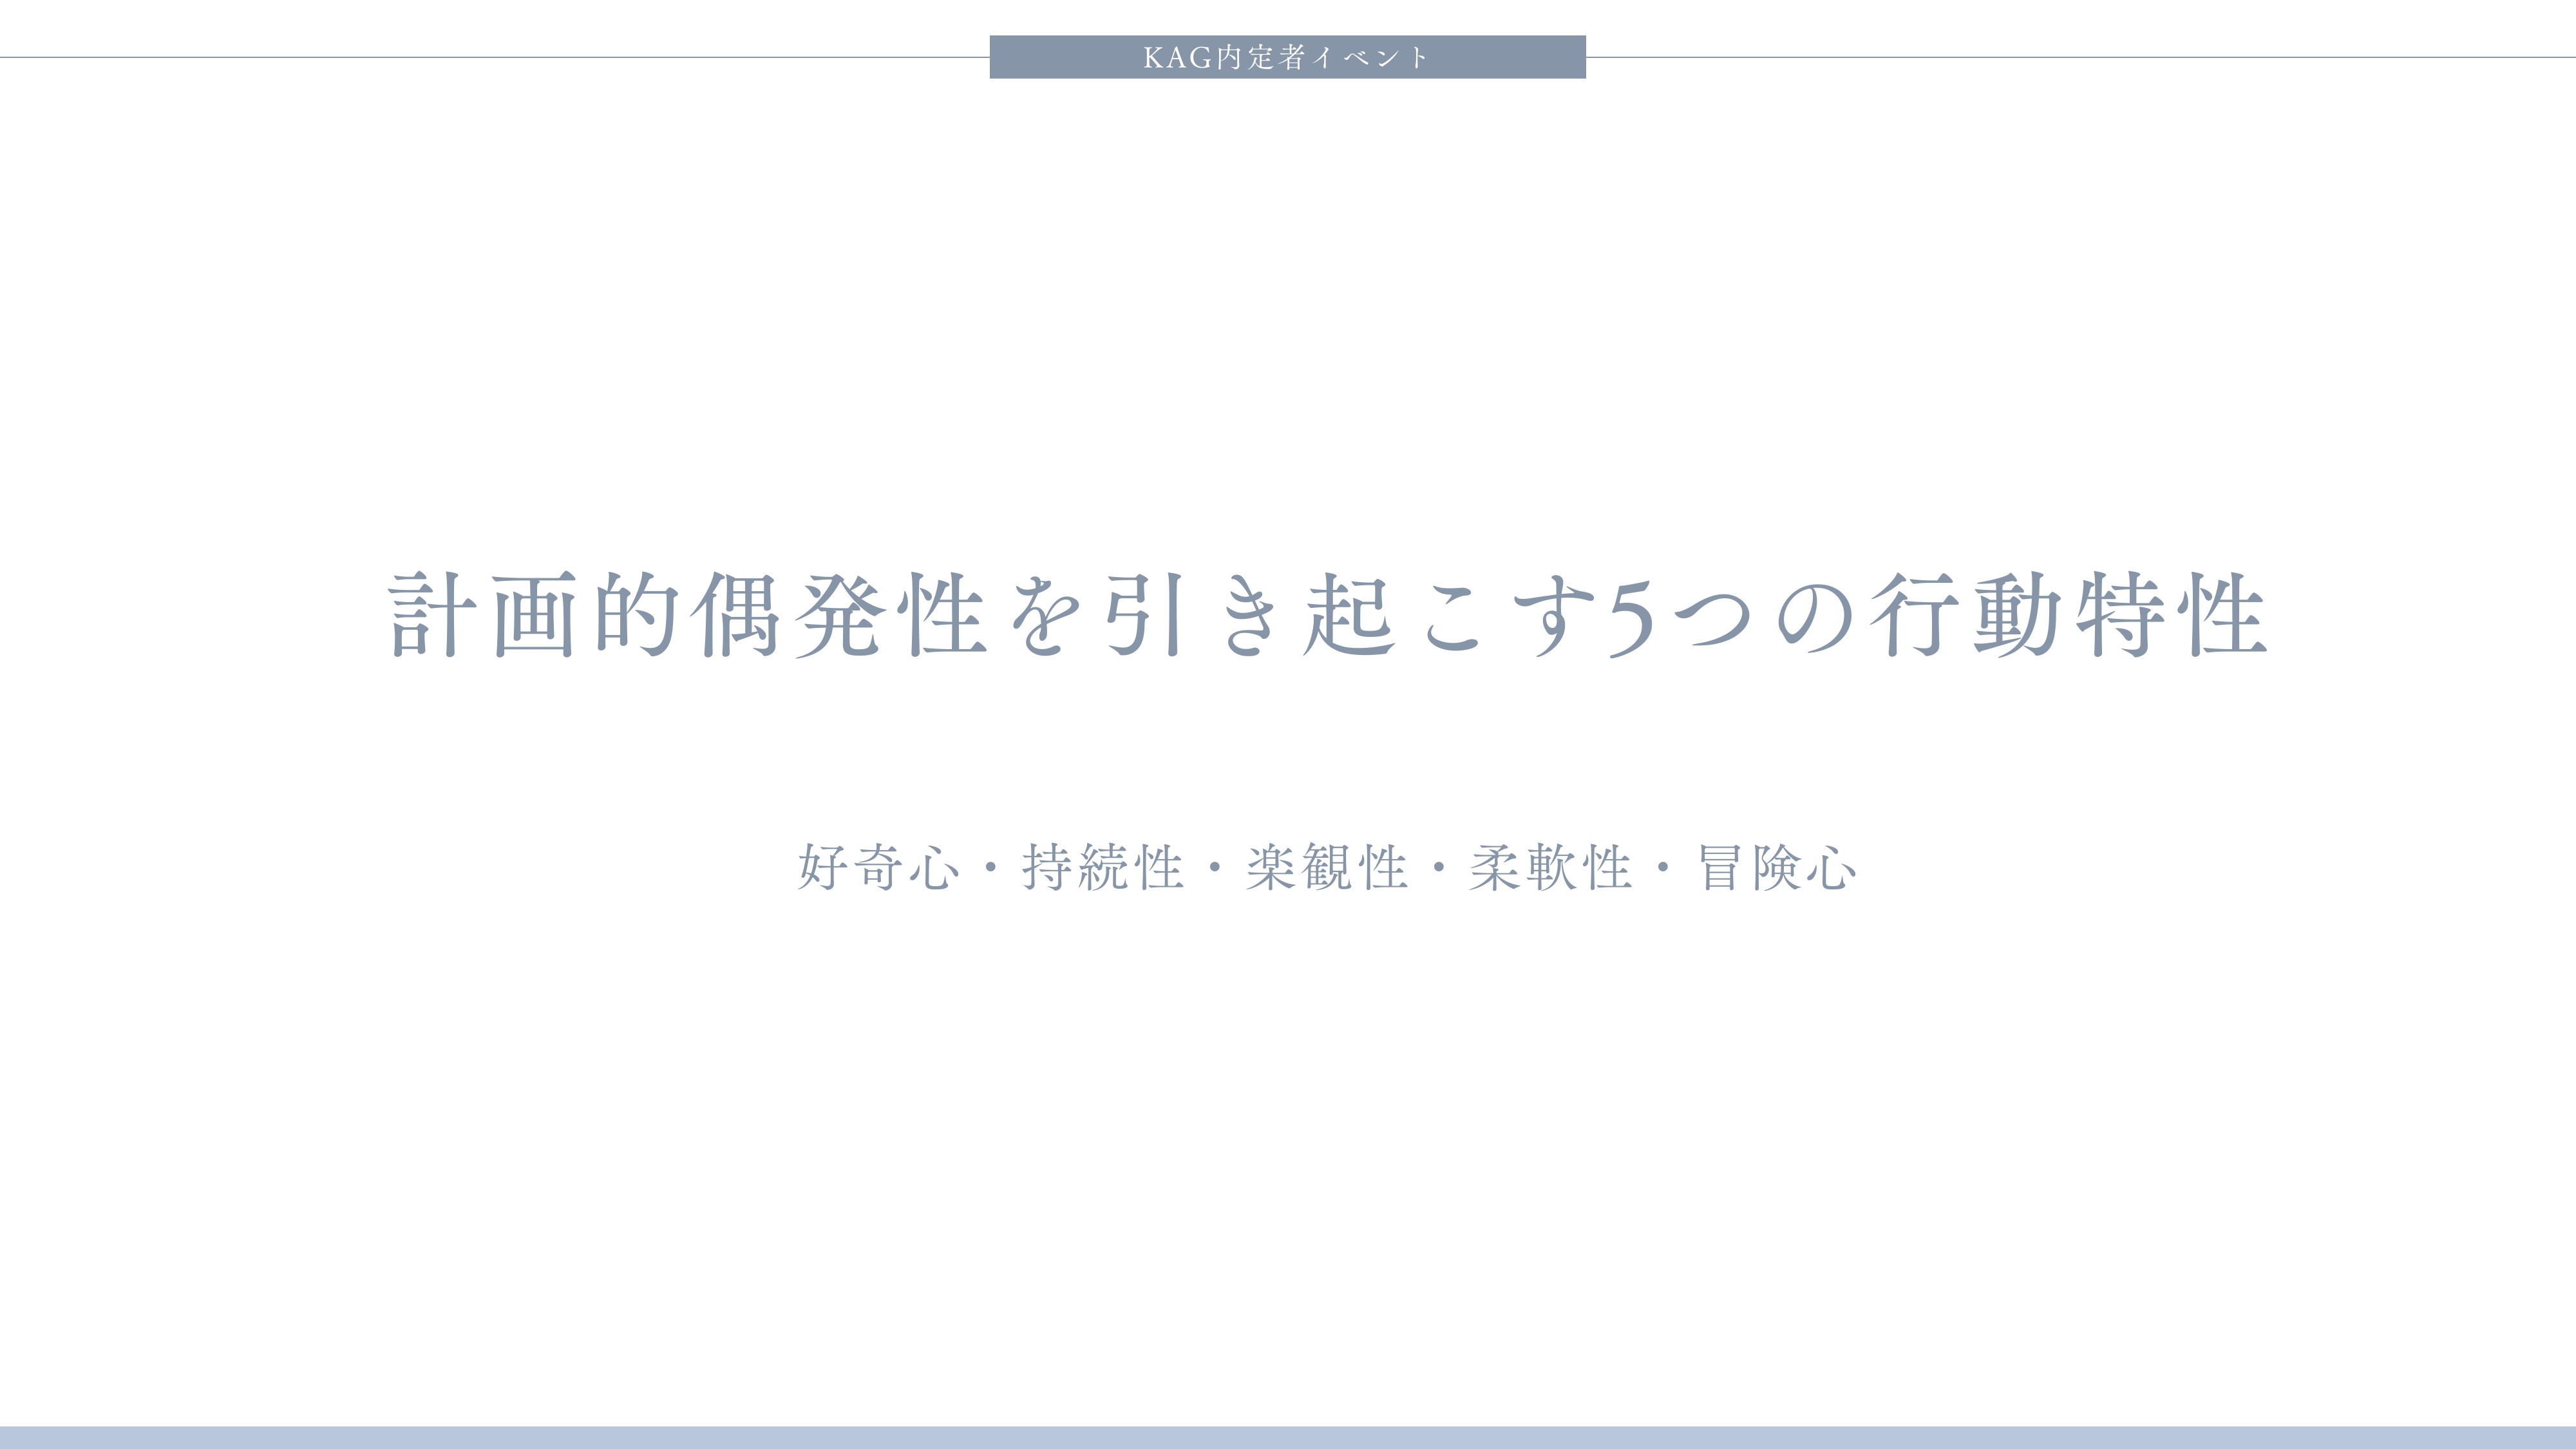 KAG内定者イベント
計画的偶発性を引き起こす5つの行動特性
好奇心・持続性・楽観性・柔軟性・冒険心